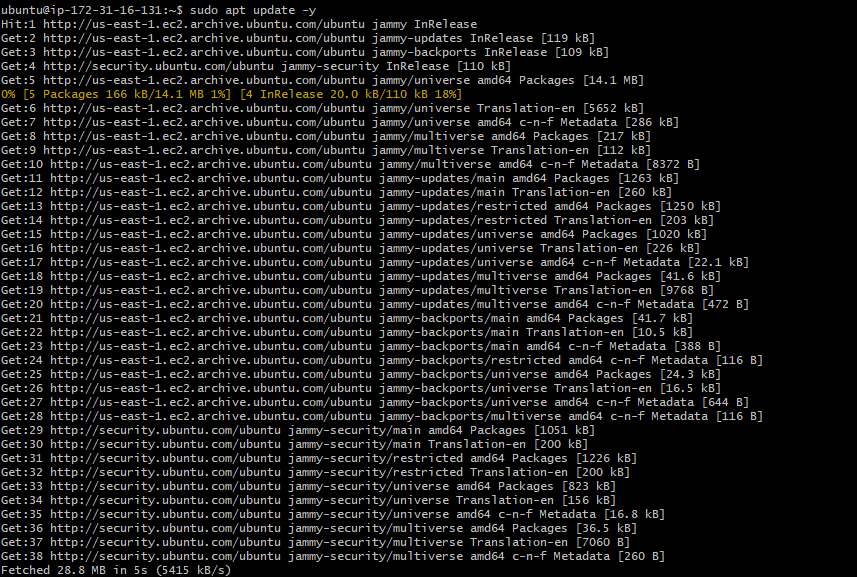 ubuntu@ip-172-31-16-131:~$ sudo apt update -y
Hit:1 http://us-east-1.ec2.archive.ubuntu.com/ubuntu jammy InRelease
Get:2 http://us-east-1.ec2.archive.ubuntu.com/ubuntu jammy-updates InRelease [119 kB]
Get:3 http://us-east-1.ec2.archive.ubuntu.com/ubuntu jammy-backports InRelease [109 kB]
Get:4 http://security.ubuntu.com/ubuntu jammy-security InRelease [110 kB]
Get:5 http://us-east-1.ec2.archive.ubuntu.com/ubuntu jammy/universe amd64 Packages [14.1 MB]
0% [5 Packages 166 kB/14.1 MB 1%] [4 InRelease 20.0 kB/110 kB 18%]
Get:6 http://us-east-1.ec2.archive.ubuntu.com/ubuntu jammy/universe Translation-en [5652 kB]
Get:7 http://us-east-1.ec2.archive.ubuntu.com/ubuntu jammy/universe amd64 c-n-f Metadata [286 kB]
Get:8 http://us-east-1.ec2.archive.ubuntu.com/ubuntu jammy/multiverse amd64 Packages [217 kB]
Get:9 http://us-east-1.ec2.archive.ubuntu.com/ubuntu jammy/multiverse Translation-en [112 kB]
Get:10 http://us-east-1.ec2.archive.ubuntu.com/ubuntu jammy/multiverse amd64 c-n-f Metadata [8372 B]
Get:11 http://us-east-1.ec2.archive.ubuntu.com/ubuntu jammy-updates/main amd64 Packages [1263 kB]
Get:12 http://us-east-1.ec2.archive.ubuntu.com/ubuntu jammy-updates/main Translation-en [260 kB]
Get:13 http://us-east-1.ec2.archive.ubuntu.com/ubuntu jammy-updates/restricted amd64 Packages [1250 kB]
Get:14 http://us-east-1.ec2.archive.ubuntu.com/ubuntu jammy-updates/restricted Translation-en [203 kB]
Get:15 http://us-east-1.ec2.archive.ubuntu.com/ubuntu jammy-updates/universe amd64 Packages [1020 kB]
Get:16 http://us-east-1.ec2.archive.ubuntu.com/ubuntu jammy-updates/universe Translation-en [226 kB]
Get:17 http://us-east-1.ec2.archive.ubuntu.com/ubuntu jammy-updates/universe amd64 c-n-f Metadata [22.1 kB]
Get:18 http://us-east-1.ec2.archive.ubuntu.com/ubuntu jammy-updates/multiverse amd64 Packages [41.6 kB]
Get:19 http://us-east-1.ec2.archive.ubuntu.com/ubuntu jammy-updates/multiverse Translation-en [9768 B]
Get:20 http://us-east-1.ec2.archive.ubuntu.com/ubuntu jammy-updates/multiverse amd64 c-n-f Metadata [472 B]
Get:21 http://us-east-1.ec2.archive.ubuntu.com/ubuntu jammy-backports/main amd64 Packages [41.7 kB]
Get:22 http://us-east-1.ec2.archive.ubuntu.com/ubuntu jammy-backports/main Translation-en [10.5 kB]
Get:23 http://us-east-1.ec2.archive.ubuntu.com/ubuntu jammy-backports/main amd64 c-n-f Metadata [388 B]
Get:24 http://us-east-1.ec2.archive.ubuntu.com/ubuntu jammy-backports/restricted amd64 c-n-f Metadata [116 B]
Get:25 http://us-east-1.ec2.archive.ubuntu.com/ubuntu jammy-backports/universe amd64 Packages [24.3 kB]
Get:26 http://us-east-1.ec2.archive.ubuntu.com/ubuntu jammy-backports/universe Translation-en [16.5 kB]
Get:27 http://us-east-1.ec2.archive.ubuntu.com/ubuntu jammy-backports/universe amd64 c-n-f Metadata [644 B]
Get:28 http://us-east-1.ec2.archive.ubuntu.com/ubuntu jammy-backports/multiverse amd64 c-n-f Metadata [116 B]
Get:29 http://security.ubuntu.com/ubuntu jammy-security/main amd64 Packages [1051 kB]
Get:30 http://security.ubuntu.com/ubuntu jammy-security/main Translation-en [200 kB]
Get:31 http://security.ubuntu.com/ubuntu jammy-security/restricted amd64 Packages [1226 kB]
Get:32 http://security.ubuntu.com/ubuntu jammy-security/restricted Translation-en [200 kB]
Get:33 http://security.ubuntu.com/ubuntu jammy-security/universe amd64 Packages [823 kB]
Get:34 http://security.ubuntu.com/ubuntu jammy-security/universe Translation-en [156 kB]
Get:35 http://security.ubuntu.com/ubuntu jammy-security/universe amd64 c-n-f Metadata [16.8 kB]
Get:36 http://security.ubuntu.com/ubuntu jammy-security/multiverse amd64 Packages [36.5 kB]
Get:37 http://security.ubuntu.com/ubuntu jammy-security/multiverse Translation-en [7060 B]
Get:38 http://security.ubuntu.com/ubuntu jammy-security/multiverse amd64 c-n-f Metadata [260 B]
Fetched 28.8 MB in 5s (5415 kB/s)